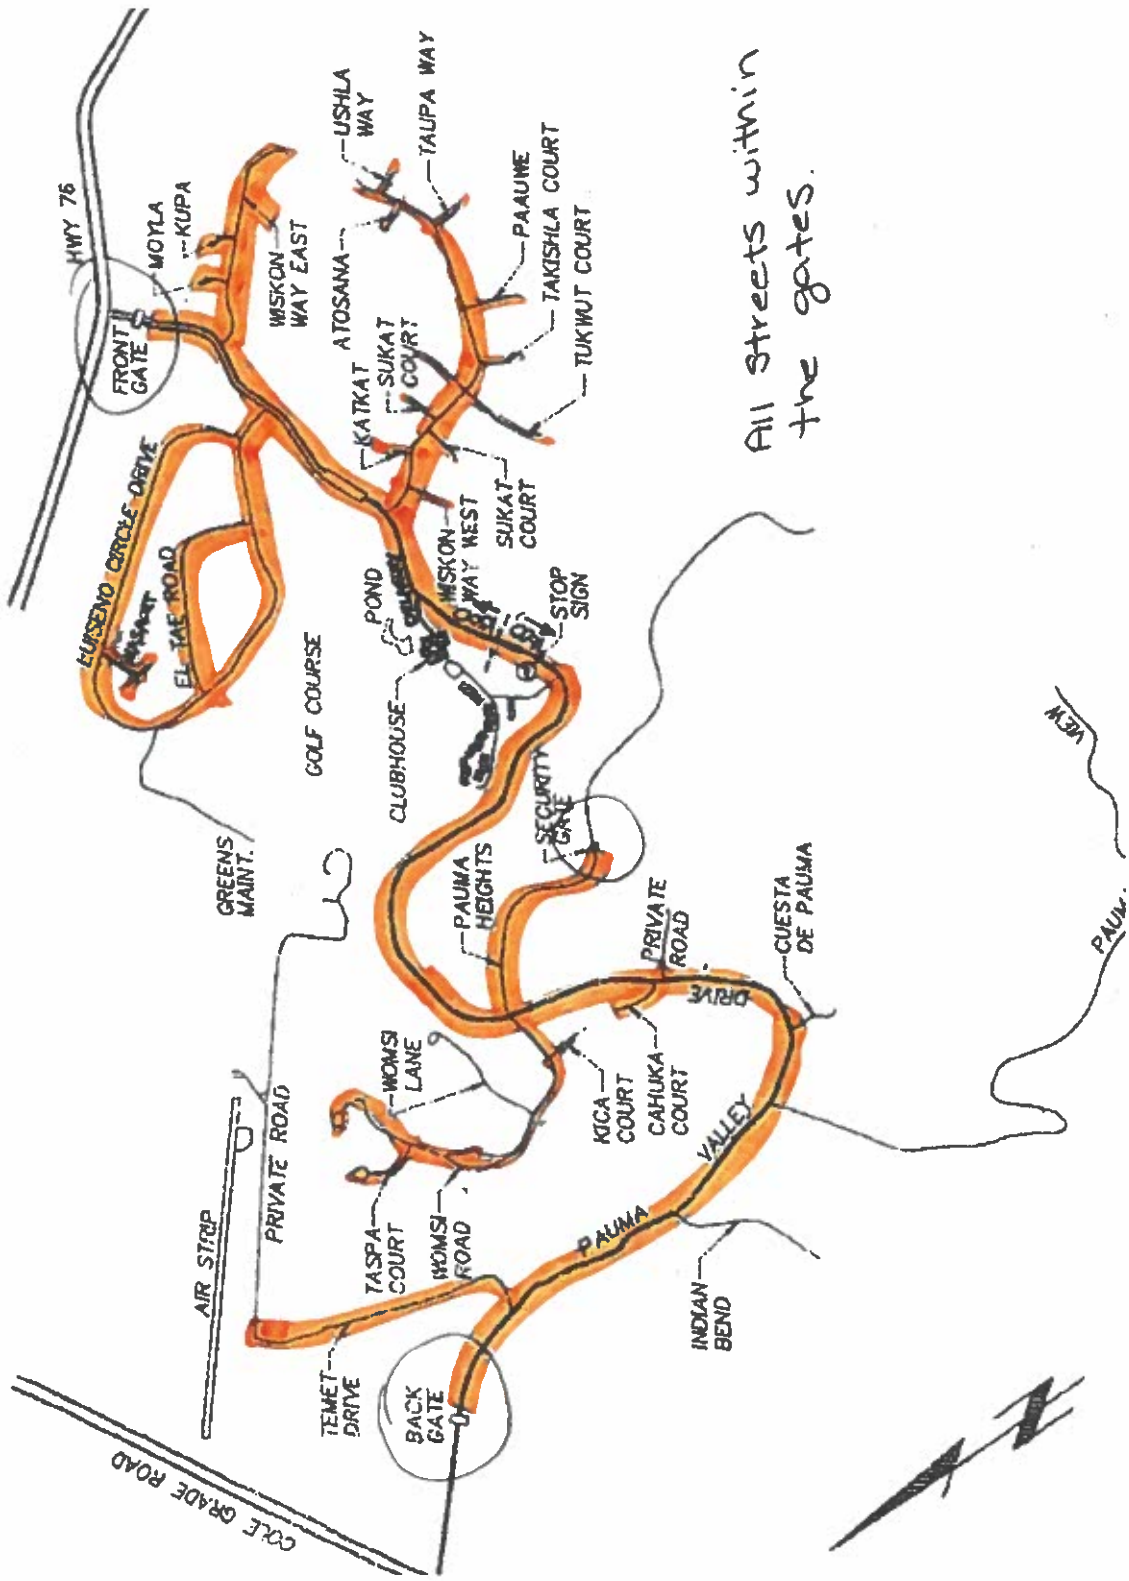 HWY 76
MOYLA
KUPA
FRONT
GATE
WISKON
WAY EAST
USHLA
WAY
TAUPA WAY
ATOSANA
PAAUWE
TAKISHLA COURT
TUKWUT COURT
SUKAT
COURT
KATKAT
SUKAT
COURT
WISKON
WAY WEST
All streets within
the gates.
LUISENO CIRCLE DRIVE
EL TAE ROAD
GOLF COURSE
POND
CLUBHOUSE
STOP
SIGN
GREENS
MAINT.
SECURITY
GATE
PAUMA
HEIGHTS
PRIVATE
ROAD
CUESTA
DE PAUMA
VIEW
WOMSI
LANE
KICA
COURT
CAHUKA
COURT
PAUMA
VALLEY
DRIVE
AIR STRIP
PRIVATE ROAD
TASPA
COURT
WOMSI
ROAD
INDIAN
BEND
TEMET
DRIVE
BACK
GATE
COLE GRADE ROAD